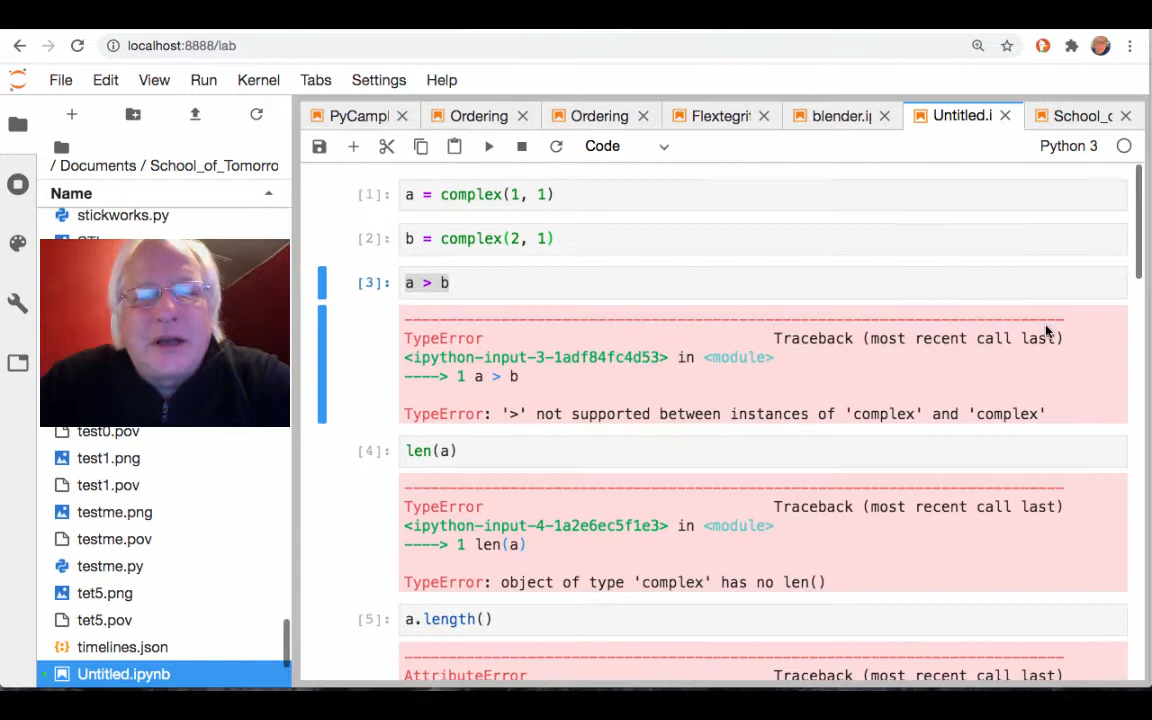 localhost:8888/lab
File Edit View Run Kernel Tabs Settings Help
PyCampl Ordering Ordering Flextegrit blender.ip Untitled.i School_o
Code Python 3
/ Documents / School_of_Tomorro
Name
stickworks.py
test0.pov
test1.png
test1.pov
testme.png
testme.pov
testme.py
tet5.png
tet5.pov
timelines.json
Untitled.ipynb
[1]: a = complex(1, 1)
[2]: b = complex(2, 1)
[3]: a > b
TypeError Traceback (most recent call last)
<ipython-input-3-1adf84fc4d53> in <module>
----> 1 a > b
TypeError: '>' not supported between instances of 'complex' and 'complex'
[4]: len(a)
TypeError Traceback (most recent call last)
<ipython-input-4-1a2e6ec5f1e3> in <module>
----> 1 len(a)
TypeError: object of type 'complex' has no len()
[5]: a.length()
AttributeError Traceback (most recent call last)